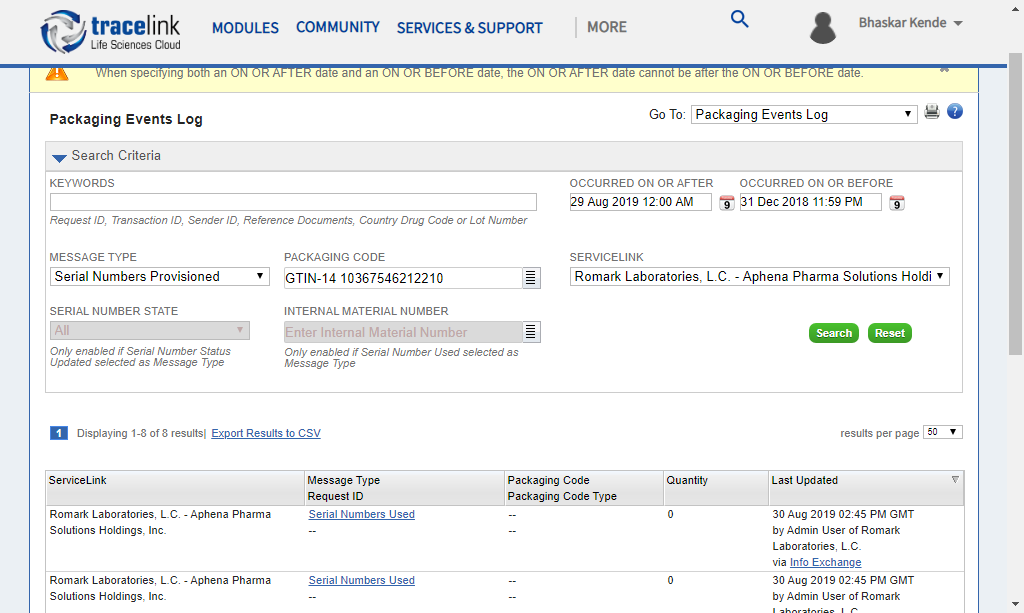 tracelink
Life Sciences Cloud
MODULES COMMUNITY SERVICES & SUPPORT MORE Bhaskar Kende
When specifying both an ON OR AFTER date and an ON OR BEFORE date, the ON OR AFTER date cannot be after the ON OR BEFORE date.
Packaging Events Log Go To: Packaging Events Log ?
Search Criteria
KEYWORDS OCCURRED ON OR AFTER OCCURRED ON OR BEFORE
29 Aug 2019 12:00 AM 9 31 Dec 2018 11:59 PM 9
Request ID, Transaction ID, Sender ID, Reference Documents, Country Drug Code or Lot Number
MESSAGE TYPE PACKAGING CODE SERVICELINK
Serial Numbers Provisioned GTIN-14 10367546212210 Romark Laboratories, L.C. - Aphena Pharma Solutions Holdi
SERIAL NUMBER STATE INTERNAL MATERIAL NUMBER
All Enter Internal Material Number Search Reset
Only enabled if Serial Number Status Only enabled if Serial Number Used selected as
Updated selected as Message Type Message Type
1 Displaying 1-8 of 8 results| Export Results to CSV results per page 50
ServiceLink Message Type Packaging Code Quantity Last Updated
Request ID Packaging Code Type
Romark Laboratories, L.C. - Aphena Pharma Serial Numbers Used -- 0 30 Aug 2019 02:45 PM GMT
Solutions Holdings, Inc. -- -- by Admin User of Romark
Laboratories, L.C.
via Info Exchange
Romark Laboratories, L.C. - Aphena Pharma Serial Numbers Used -- 0 30 Aug 2019 02:45 PM GMT
Solutions Holdings, Inc. -- -- by Admin User of Romark
Laboratories, L.C.